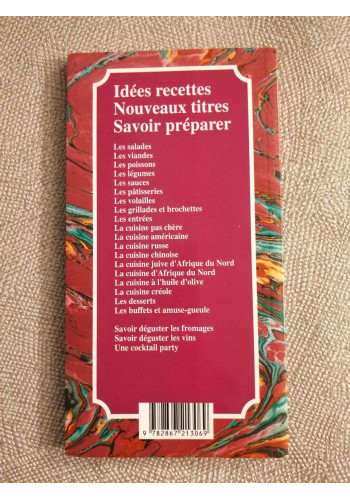 Idées recettes
Nouveaux titres
Savoir préparer
Les salades
Les viandes
Les poissons
Les légumes
Les sauces
Les pâtisseries
Les volailles
Les grillades et brochettes
Les entrées
La cuisine pas chère
La cuisine américaine
La cuisine russe
La cuisine chinoise
La cuisine juive d'Afrique du Nord
La cuisine d'Afrique du Nord
La cuisine à l'huile d'olive
La cuisine créole
Les desserts
Les buffets et amuse-gueule
Savoir déguster les fromages
Savoir déguster les vins
Une cocktail party
9 782867 213069